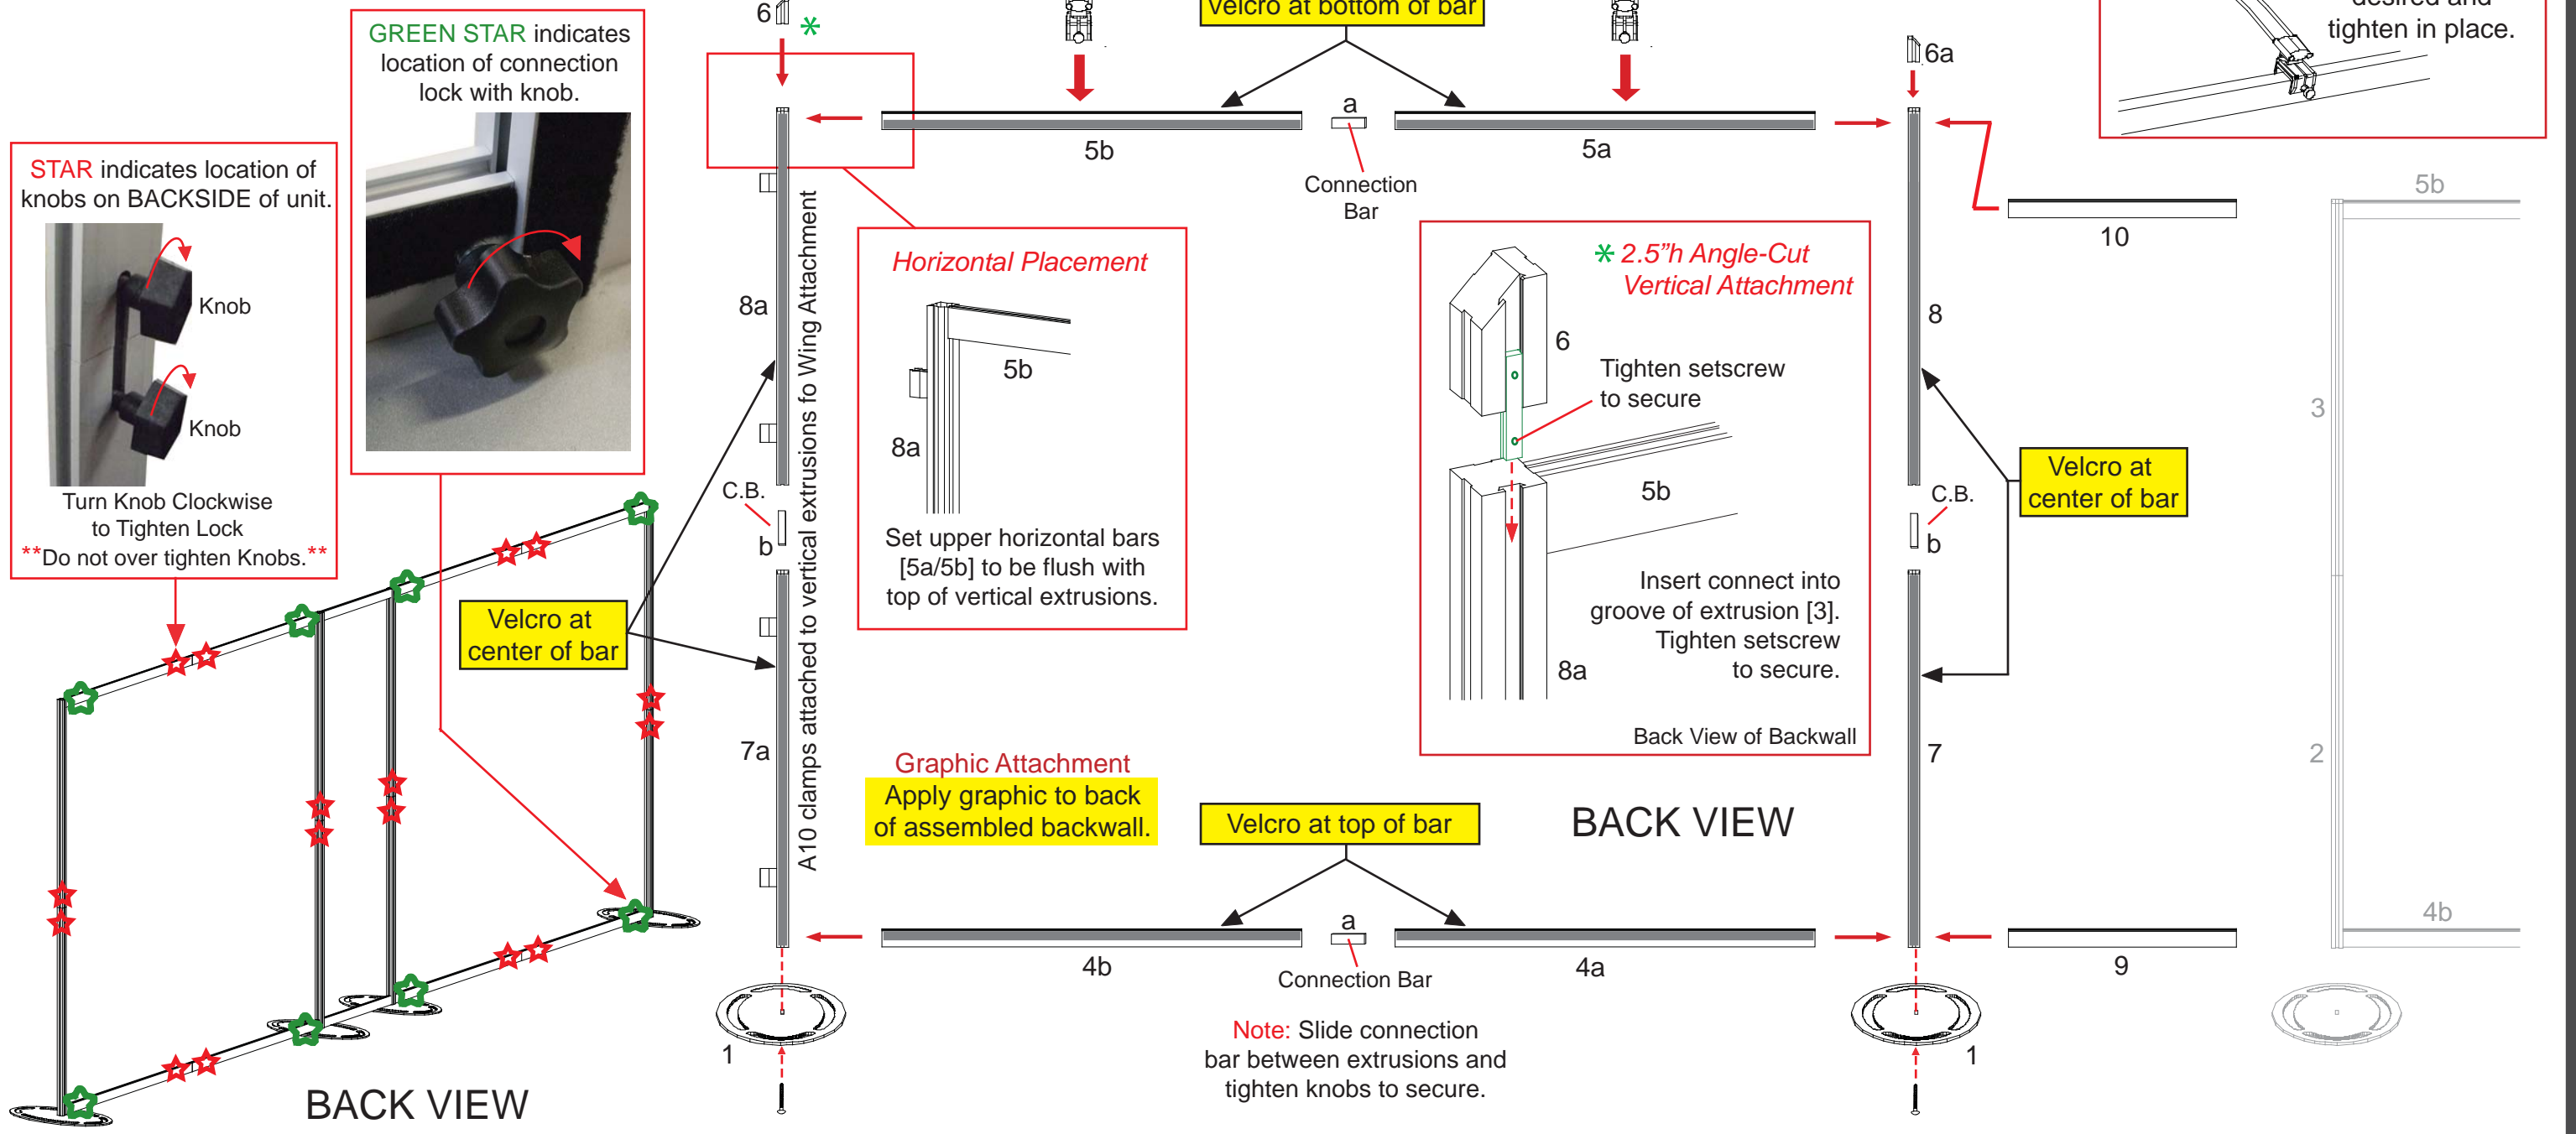 STAR indicates location of
knobs on BACKSIDE of unit.
Knob
Knob
Turn Knob Clockwise
to Tighten Lock
**Do not over tighten Knobs.**
GREEN STAR indicates
location of connection
lock with knob.
BACK VIEW
6
*
8a
C.B.
b
Velcro at
center of bar
7a
1
A10 clamps attached to vertical extrusions fo Wing Attachment
Velcro at bottom of bar
5b
a
5a
Connection
Bar
Horizontal Placement
5b
8a
Set upper horizontal bars
[5a/5b] to be flush with
top of vertical extrusions.
* 2.5”h Angle-Cut
Vertical Attachment
6
Tighten setscrew
to secure
5b
Insert connect into
groove of extrusion [3].
Tighten setscrew
to secure.
8a
Back View of Backwall
Graphic Attachment
Apply graphic to back
of assembled backwall.
Velcro at top of bar
BACK VIEW
4b
a
4a
Connection Bar
Note: Slide connection
bar between extrusions and
tighten knobs to secure.
desired and
tighten in place.
6a
10
8
Velcro at
center of bar
C.B.
b
7
9
1
5b
3
2
4b